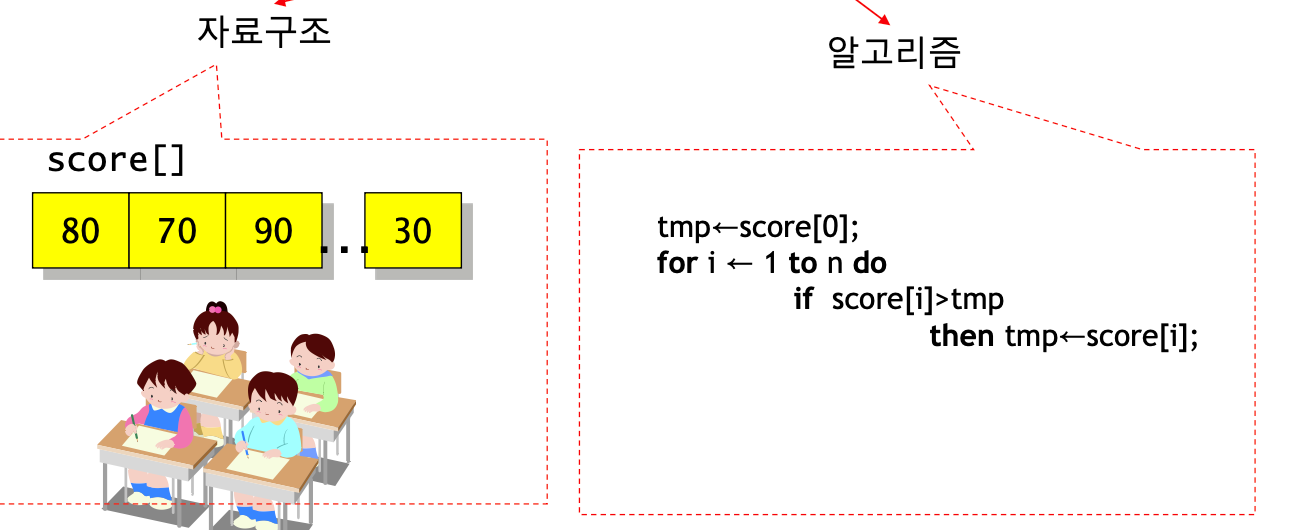 자료구조
알고리즘
score[]
80 70 90 ... 30
tmp←score[0];
for i ← 1 to n do
if score[i]>tmp
then tmp←score[i];